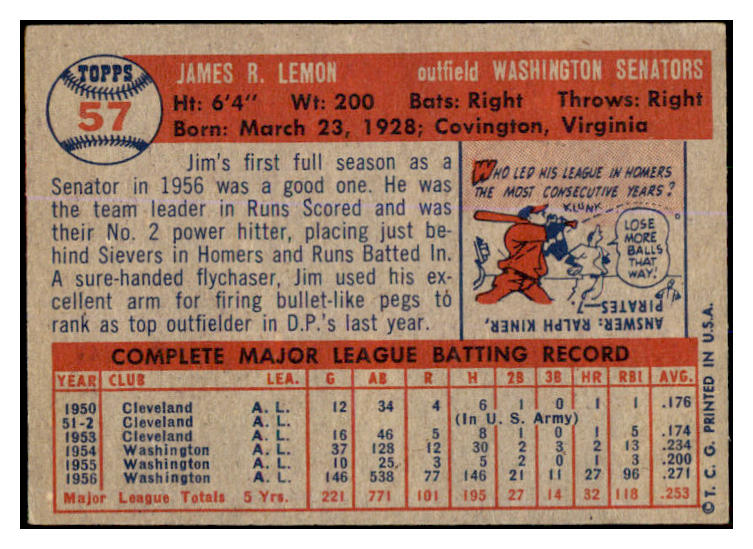 TOPPS
57
JAMES R. LEMON outfield WASHINGTON SENATORS
Ht: 6'4" Wt: 200 Bats: Right Throws: Right
Born: March 23, 1928; Covington, Virginia
Jim's first full season as a
Senator in 1956 was a good one. He was
the team leader in Runs Scored and was
their No. 2 power hitter, placing just be-
hind Sievers in Homers and Runs Batted In.
A sure-handed flychaser, Jim used his ex-
cellent arm for firing bullet-like pegs to
rank as top outfielder in D.P.'s last year.
WHO LED HIS LEAGUE IN HOMERS
THE MOST CONSECUTIVE YEARS?
KLUNK
LOSE
MORE
BALLS
THAT
WAY!
ANSWER: RALPH KINER,
PIRATES—7
COMPLETE MAJOR LEAGUE BATTING RECORD
YEAR CLUB LEA. G AB R H 2B 3B HR RBI AVG.
1950 Cleveland A. L. 12 34 4 6 1 0 1 1 .176
51-2 Cleveland A. L. (In U. S. Army)
1953 Cleveland A. L. 16 46 5 8 1 0 1 5 .174
1954 Washington A. L. 37 128 12 30 2 3 2 13 .234
1955 Washington A. L. 10 25 3 5 2 0 1 3 .200
1956 Washington A. L. 146 538 77 146 21 11 27 96 .271
Major League Totals 5 Yrs. 221 771 101 195 27 14 32 118 .253
©T. C. G. PRINTED IN U.S.A.